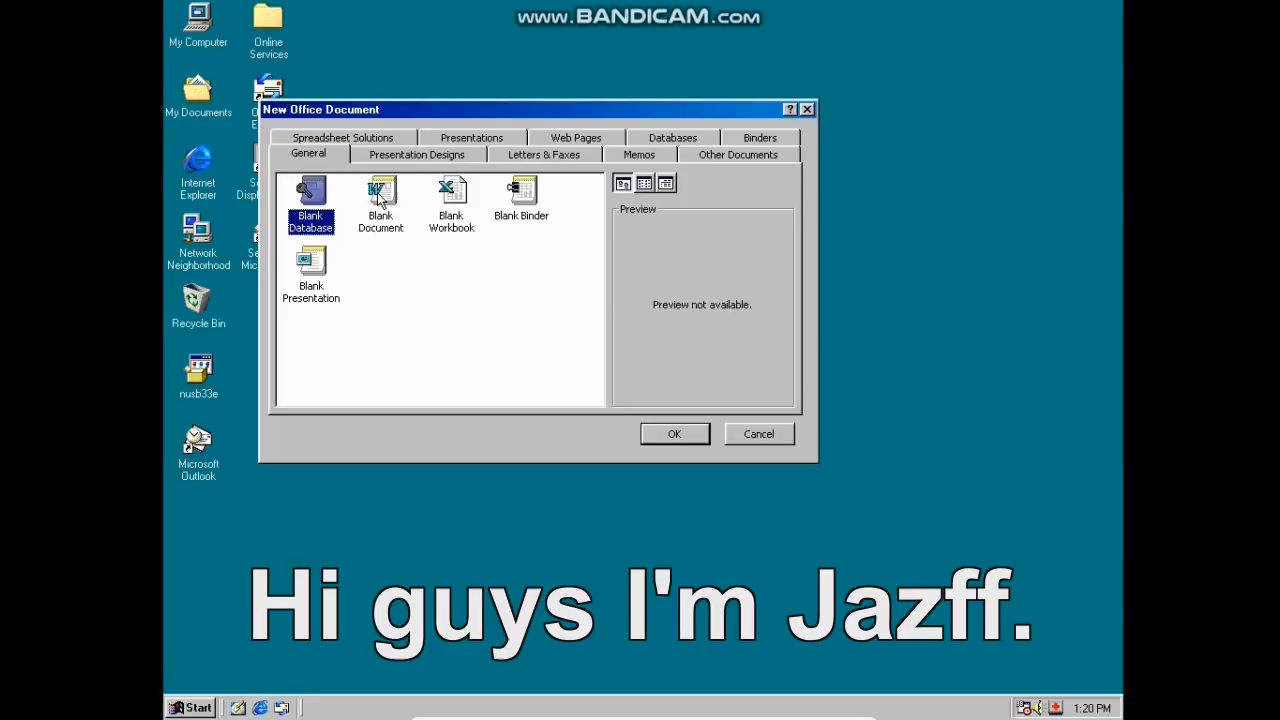 www.BANDICAM.com
My Computer
Online
Services
My Documents
New Office Document
Spreadsheet Solutions
Presentations
Web Pages
Databases
Binders
General
Presentation Designs
Letters & Faxes
Memos
Other Documents
Internet
Explorer
Blank
Database
Blank
Document
Blank
Workbook
Blank Binder
Preview
Network
Neighborhood
Blank
Presentation
Preview not available.
Recycle Bin
nusb33e
OK
Cancel
Microsoft
Outlook
Hi guys I'm Jazff.
Start
1:20 PM